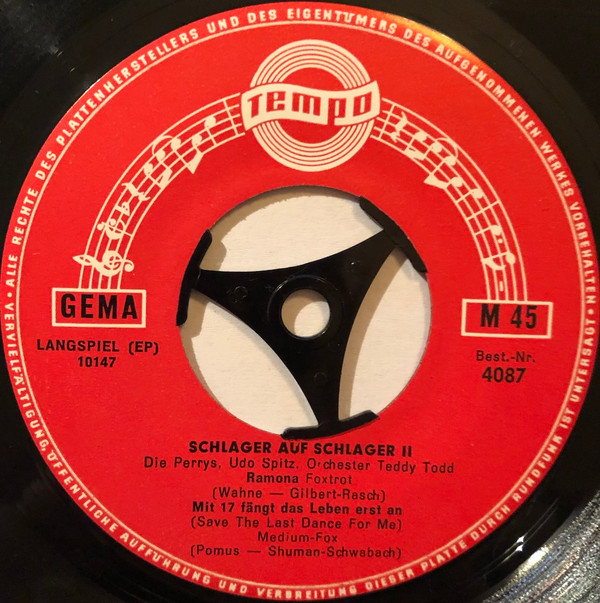 • ALLE RECHTE DES PLATTENHERSTELLERS UND DES EIGENTÜMERS DES AUFGENOMMENEN WERKES VORBEHALTEN •
Tempo
GEMA
M 45
LANGSPIEL (EP)
10147
Best.-Nr.
4087
SCHLAGER AUF SCHLAGER II
Die Perrys, Udo Spitz, Orchester Teddy Todd
Ramona Foxtrot
(Wahne — Gilbert-Rasch)
Mit 17 fängt das Leben erst an
(Save The Last Dance For Me)
Medium-Fox
(Pomus — Shuman-Schwabach)
VERVIELFÄLTIGUNG, ÖFFENTLICHE AUFFÜHRUNG UND VERBREITUNG DIESER PLATTE DURCH RUNDFUNK IST UNTERSAGT